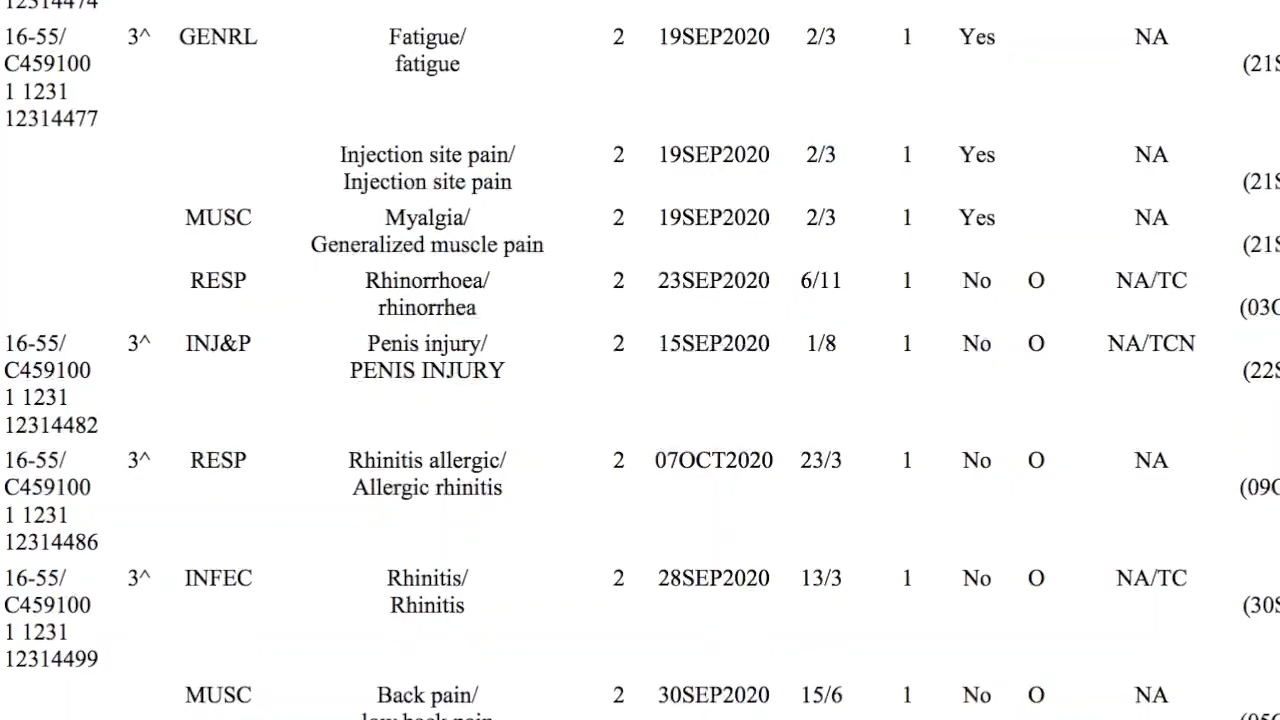 12314474
16-55/ 3^ GENRL Fatigue/ 2 19SEP2020 2/3 1 Yes NA
C459100 fatigue (21S
1 1231
12314477
Injection site pain/ 2 19SEP2020 2/3 1 Yes NA
Injection site pain (21S
MUSC Myalgia/ 2 19SEP2020 2/3 1 Yes NA
Generalized muscle pain (21S
RESP Rhinorrhoea/ 2 23SEP2020 6/11 1 No O NA/TC
rhinorrhea (03O
16-55/ 3^ INJ&P Penis injury/ 2 15SEP2020 1/8 1 No O NA/TCN
C459100 PENIS INJURY (22S
1 1231
12314482
16-55/ 3^ RESP Rhinitis allergic/ 2 07OCT2020 23/3 1 No O NA
C459100 Allergic rhinitis (09O
1 1231
12314486
16-55/ 3^ INFEC Rhinitis/ 2 28SEP2020 13/3 1 No O NA/TC
C459100 Rhinitis (30S
1 1231
12314499
MUSC Back pain/ 2 30SEP2020 15/6 1 No O NA
low back pain (05O